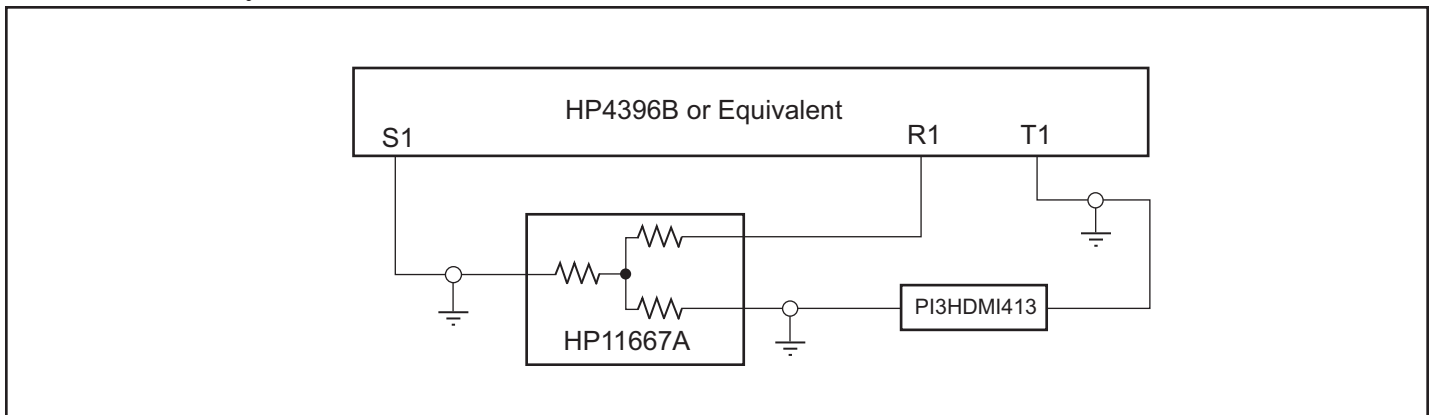 HP4396B or Equivalent
S1
R1
T1
HP11667A
PI3HDMI413